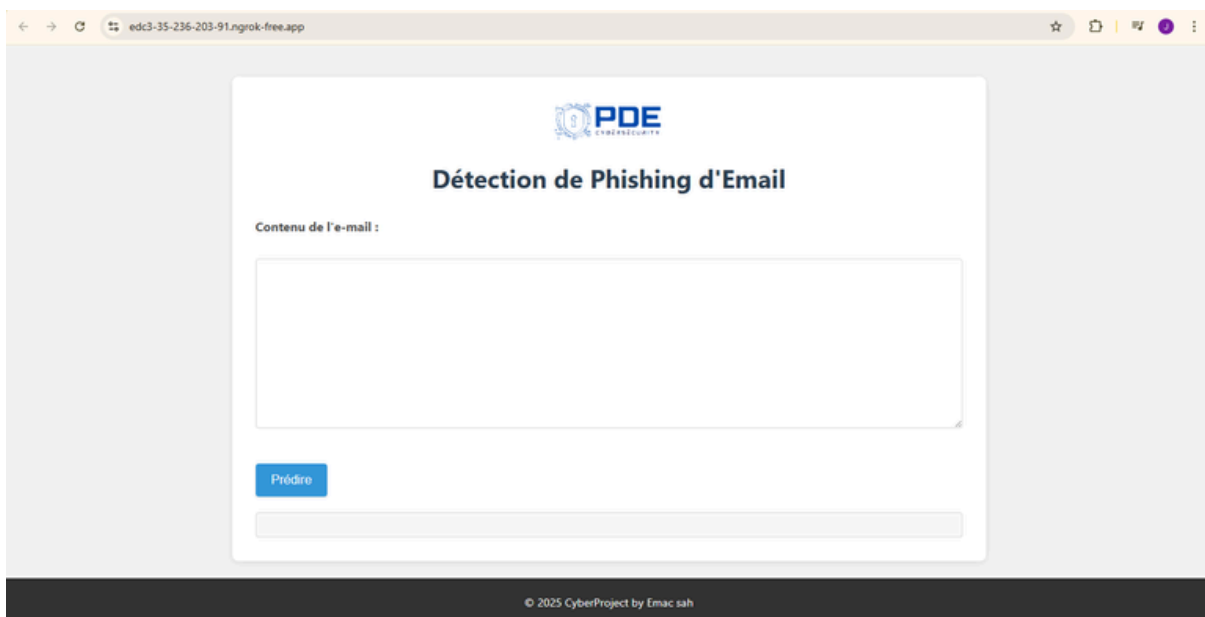 edc3-35-236-203-91.ngrok-free.app
J
PDE
CYBERSÉCURITÉ
Détection de Phishing d'Email
Contenu de l'e-mail :
Prédire
© 2025 CyberProject by Emac sah